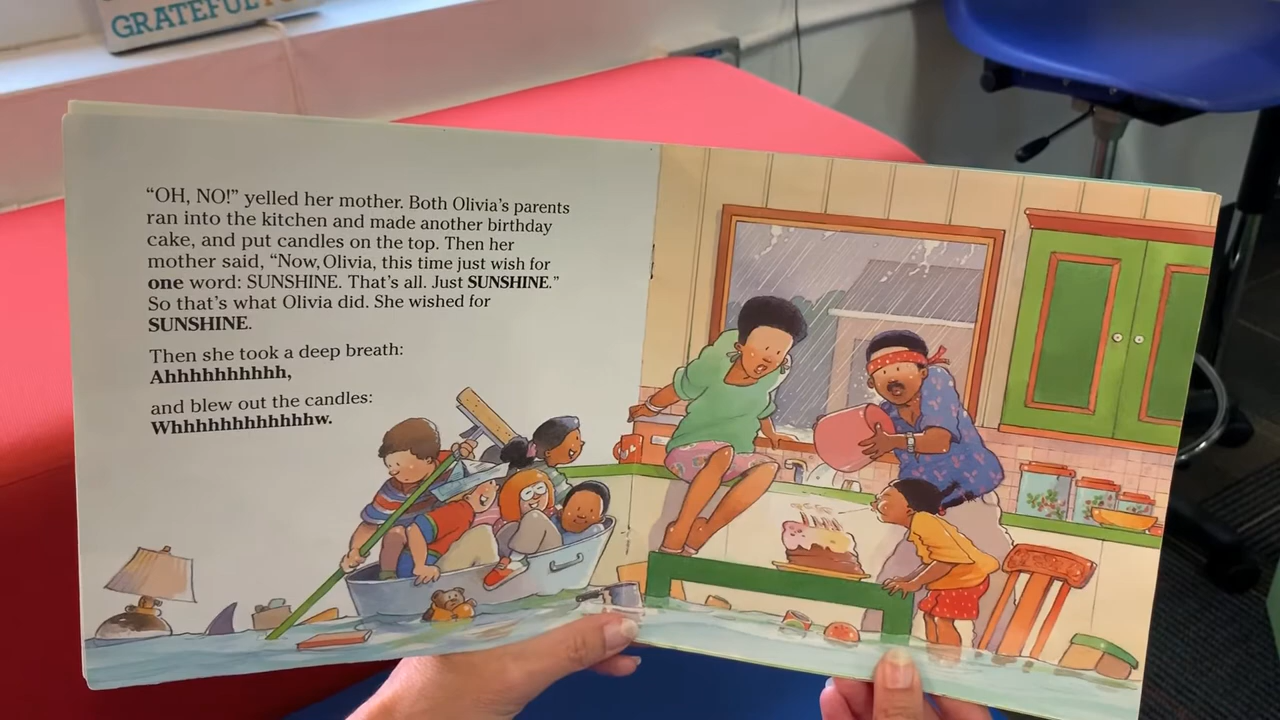 GRATEFUL
“OH, NO!” yelled her mother. Both Olivia’s parents
ran into the kitchen and made another birthday
cake, and put candles on the top. Then her
mother said, “Now, Olivia, this time just wish for
one word: SUNSHINE. That’s all. Just SUNSHINE.”
So that’s what Olivia did. She wished for
SUNSHINE.
Then she took a deep breath:
Ahhhhhhhhhh,
and blew out the candles:
Whhhhhhhhhhhhw.